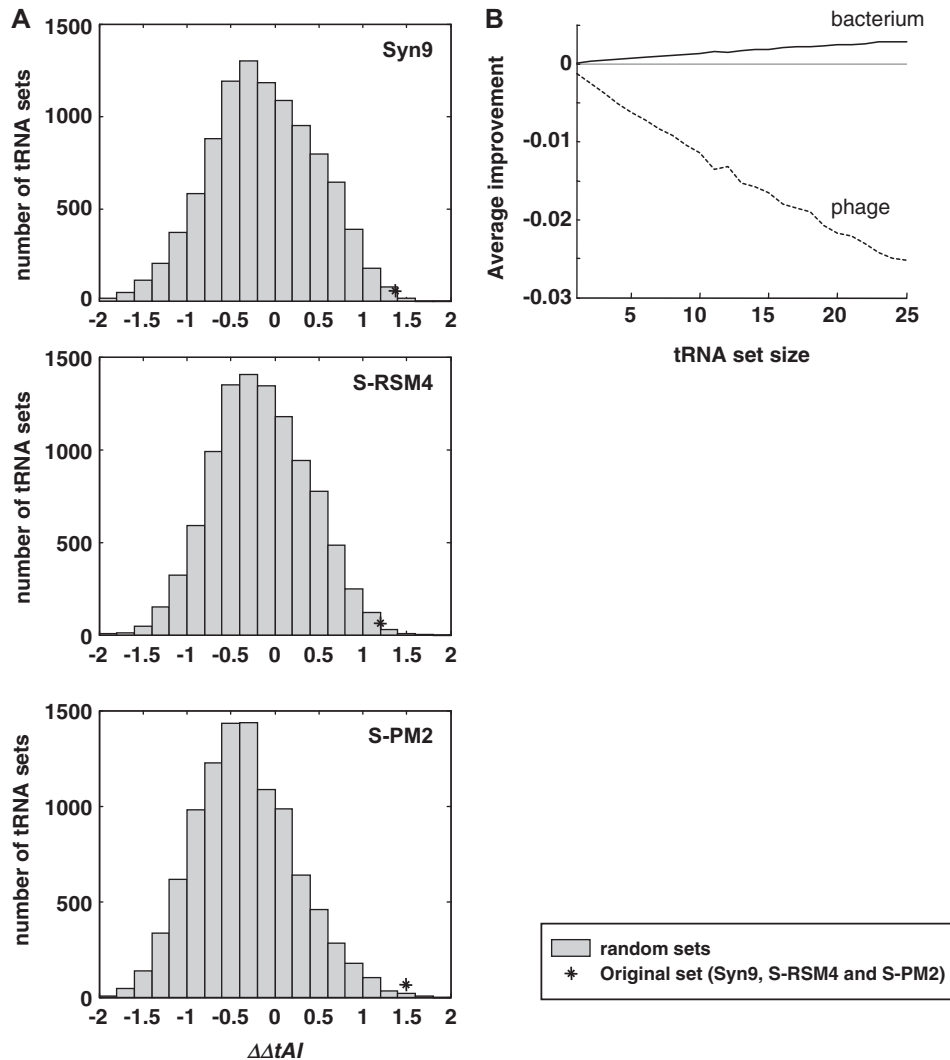 A
1500
1000
500
0
number of tRNA sets
Syn9
-2 -1.5 -1 -0.5 0 0.5 1 1.5 2
1500
1000
500
0
number of tRNA sets
S-RSM4
-2 -1.5 -1 -0.5 0 0.5 1 1.5 2
1500
1000
500
0
number of tRNA sets
S-PM2
-2 -1.5 -1 -0.5 0 0.5 1 1.5 2
ΔΔtAI
B
bacterium
0
-0.01
-0.02
-0.03
Average improvement
phage
5 10 15 20 25
tRNA set size
random sets
Original set (Syn9, S-RSM4 and S-PM2)